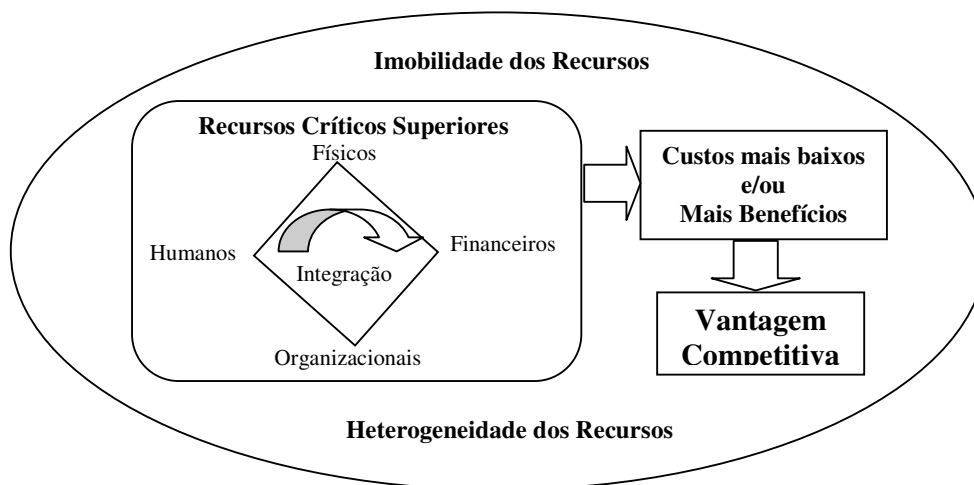 Imobilidade dos Recursos
Recursos Críticos Superiores
Físicos
Humanos
Financeiros
Integração
Organizacionais
Custos mais baixos
e/ou
Mais Benefícios
Vantagem
Competitiva
Heterogeneidade dos Recursos